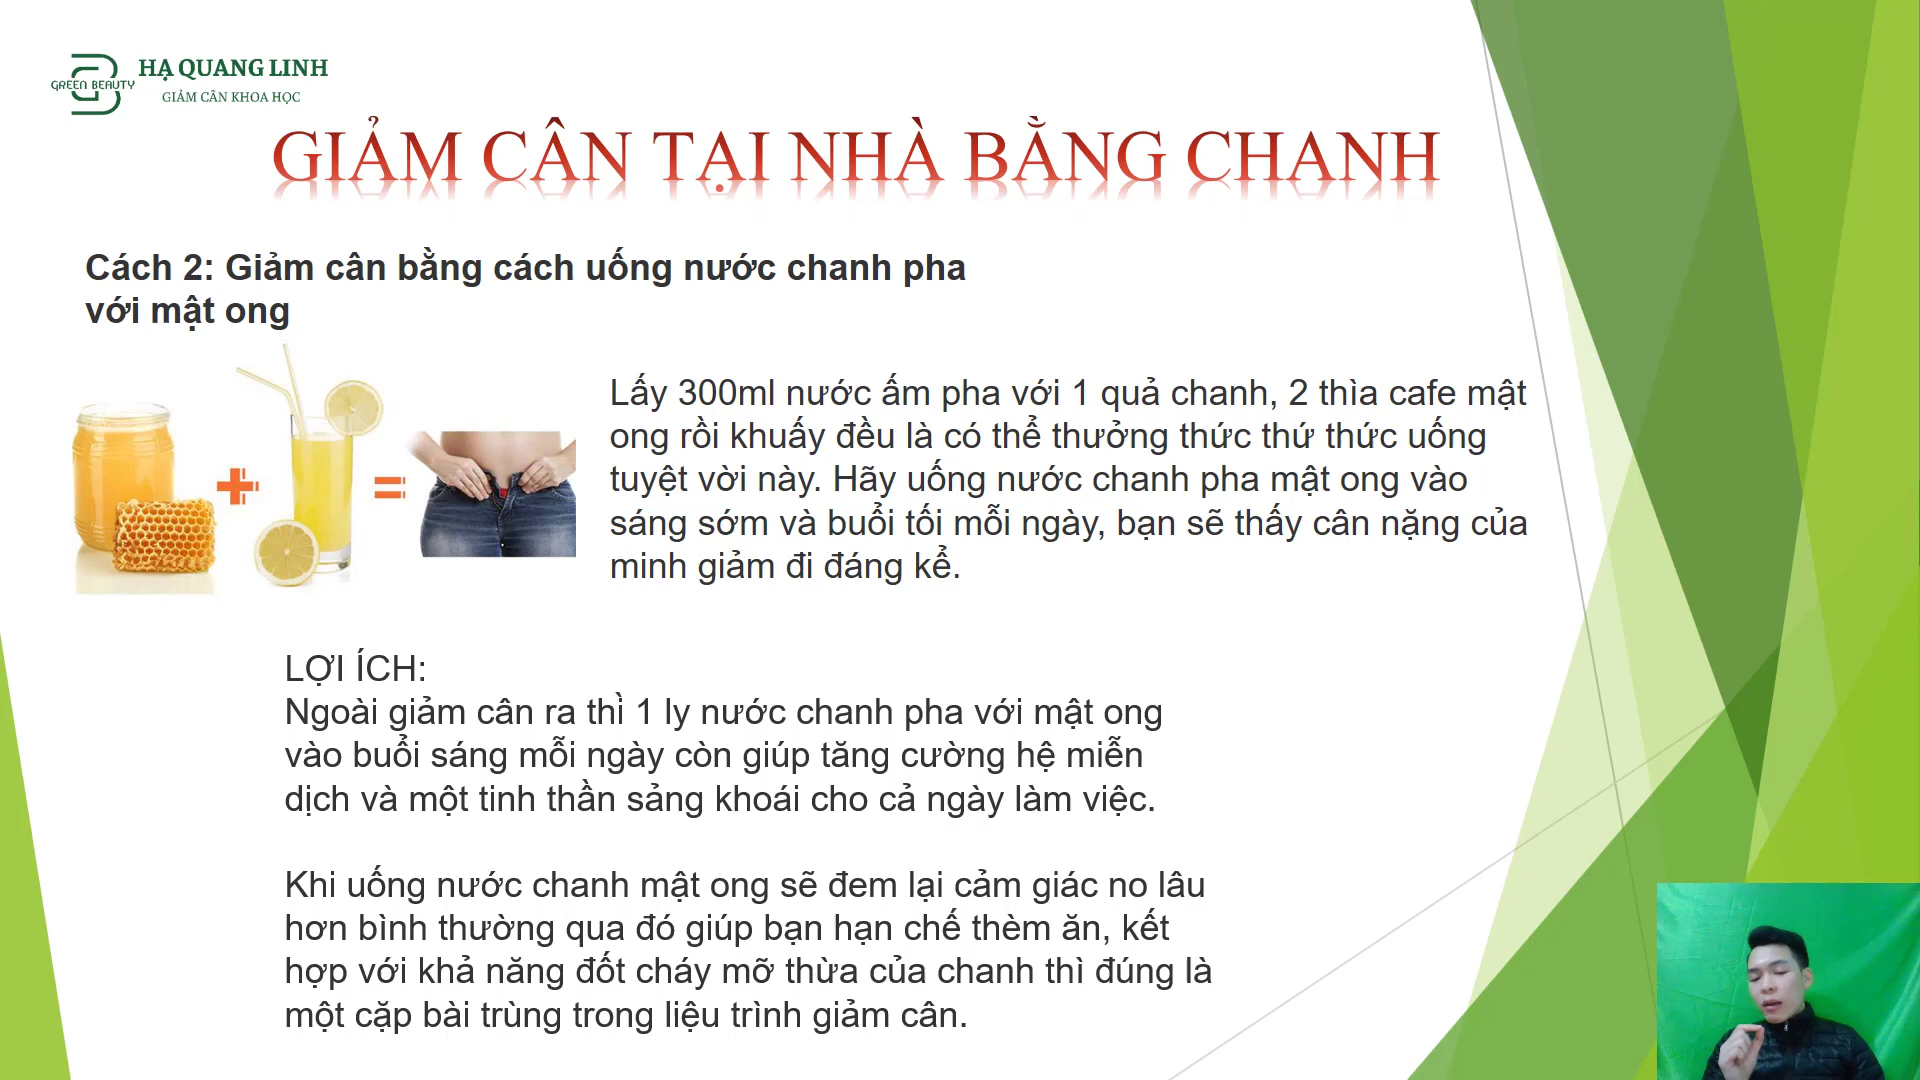 GREEN BEAUTY
HẠ QUANG LINH
GIẢM CÂN KHOA HỌC
GIẢM CÂN TẠI NHÀ BẰNG CHANH
Cách 2: Giảm cân bằng cách uống nước chanh pha
với mật ong
Lấy 300ml nước ấm pha với 1 quả chanh, 2 thìa cafe mật
ong rồi khuấy đều là có thể thưởng thức thứ thức uống
tuyệt vời này. Hãy uống nước chanh pha mật ong vào
sáng sớm và buổi tối mỗi ngày, bạn sẽ thấy cân nặng của
minh giảm đi đáng kể.
LỢI ÍCH:
Ngoài giảm cân ra thì 1 ly nước chanh pha với mật ong
vào buổi sáng mỗi ngày còn giúp tăng cường hệ miễn
dịch và một tinh thần sảng khoái cho cả ngày làm việc.
Khi uống nước chanh mật ong sẽ đem lại cảm giác no lâu
hơn bình thường qua đó giúp bạn hạn chế thèm ăn, kết
hợp với khả năng đốt cháy mỡ thừa của chanh thì đúng là
một cặp bài trùng trong liệu trình giảm cân.